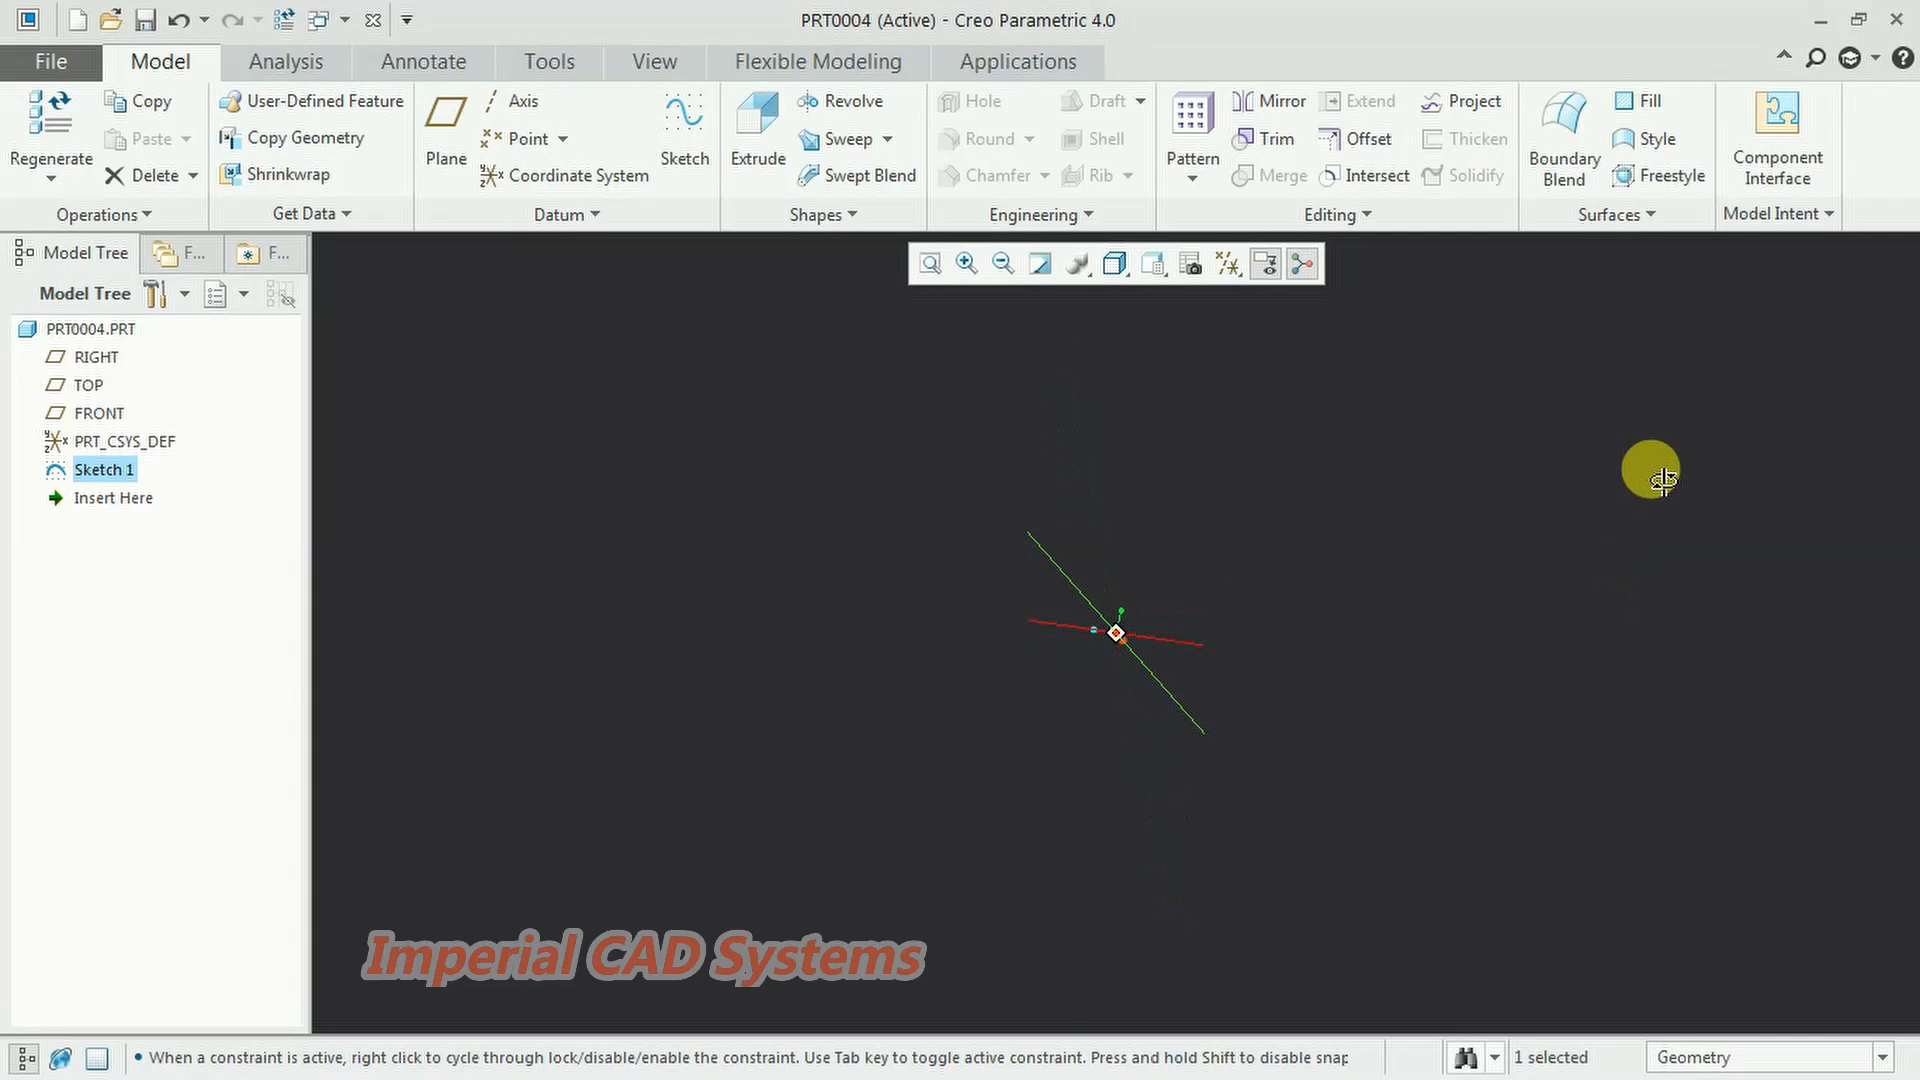 PRT0004 (Active) - Creo Parametric 4.0
File Model Analysis Annotate Tools View Flexible Modeling Applications
Regenerate
Copy
Paste
Delete
Operations
User-Defined Feature
Copy Geometry
Shrinkwrap
Get Data
Plane
Axis
Point
Coordinate System
Sketch
Datum
Extrude
Revolve
Sweep
Swept Blend
Shapes
Hole
Round
Chamfer
Draft
Shell
Rib
Engineering
Pattern
Mirror
Trim
Merge
Extend
Offset
Intersect
Project
Thicken
Solidify
Editing
Boundary
Blend
Fill
Style
Freestyle
Surfaces
Component
Interface
Model Intent
Model Tree F... F...
Model Tree
PRT0004.PRT
RIGHT
TOP
FRONT
PRT_CSYS_DEF
Sketch 1
Insert Here
Imperial CAD Systems
When a constraint is active, right click to cycle through lock/disable/enable the constraint. Use Tab key to toggle active constraint. Press and hold Shift to disable snap
1 selected
Geometry